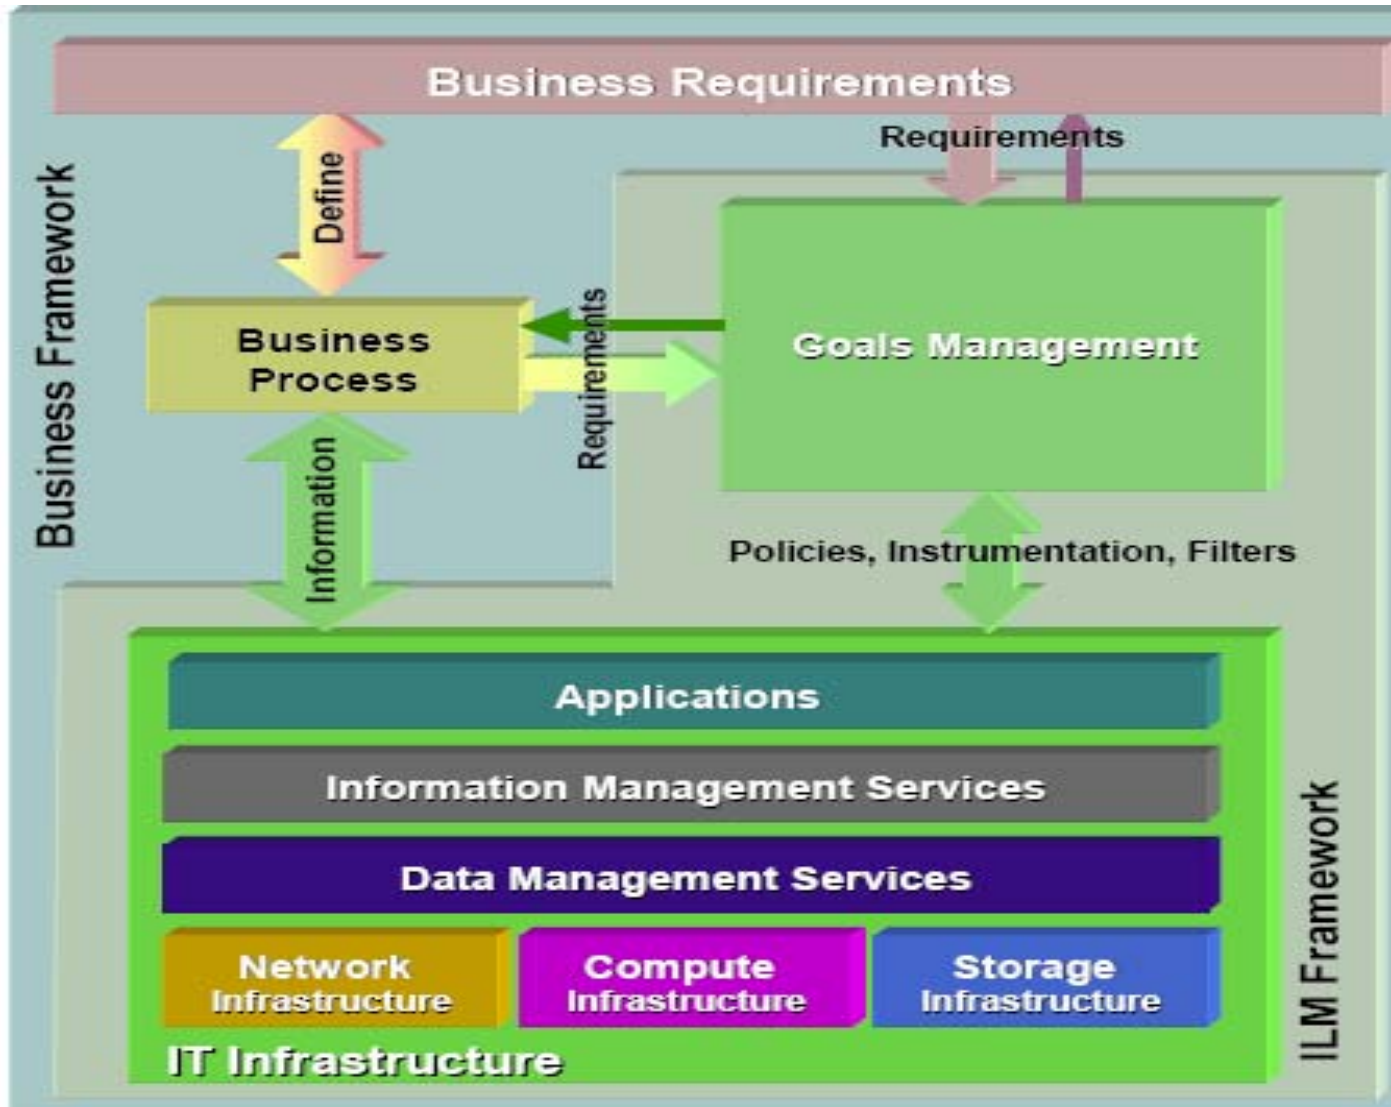 Business Requirements
Requirements
Define
Business Framework
Business
Process
Requirements
Goals Management
Information
Policies, Instrumentation, Filters
Applications
Information Management Services
Data Management Services
Network
Infrastructure
Compute
Infrastructure
Storage
Infrastructure
IT Infrastructure
ILM Framework